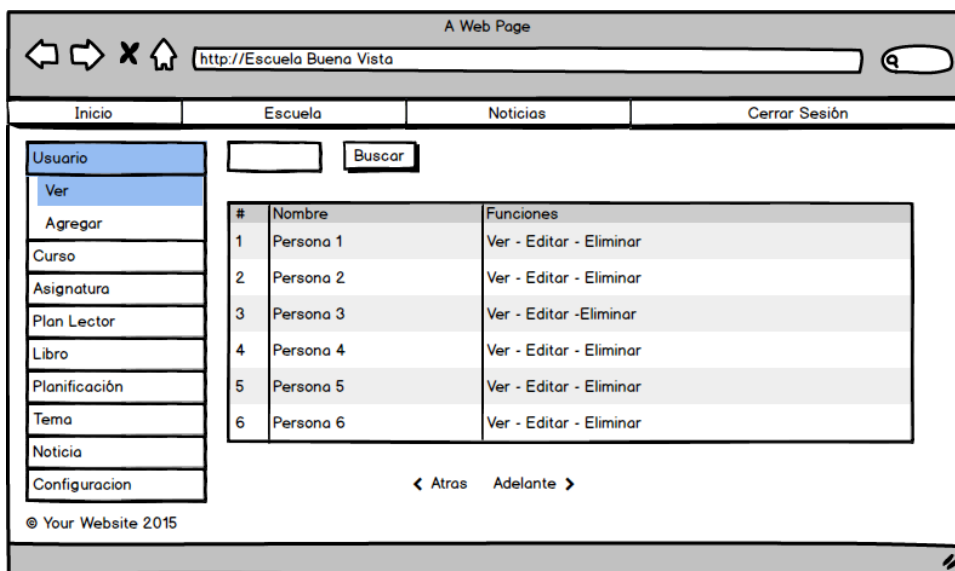 A Web Page
http://Escuela Buena Vista
Inicio Escuela Noticias Cerrar Sesión
Usuario
Ver
Agregar
Curso
Asignatura
Plan Lector
Libro
Planificación
Tema
Noticia
Configuracion
Buscar
# Nombre Funciones
1 Persona 1 Ver - Editar - Eliminar
2 Persona 2 Ver - Editar - Eliminar
3 Persona 3 Ver - Editar -Eliminar
4 Persona 4 Ver - Editar - Eliminar
5 Persona 5 Ver - Editar - Eliminar
6 Persona 6 Ver - Editar - Eliminar
Atras Adelante
© Your Website 2015